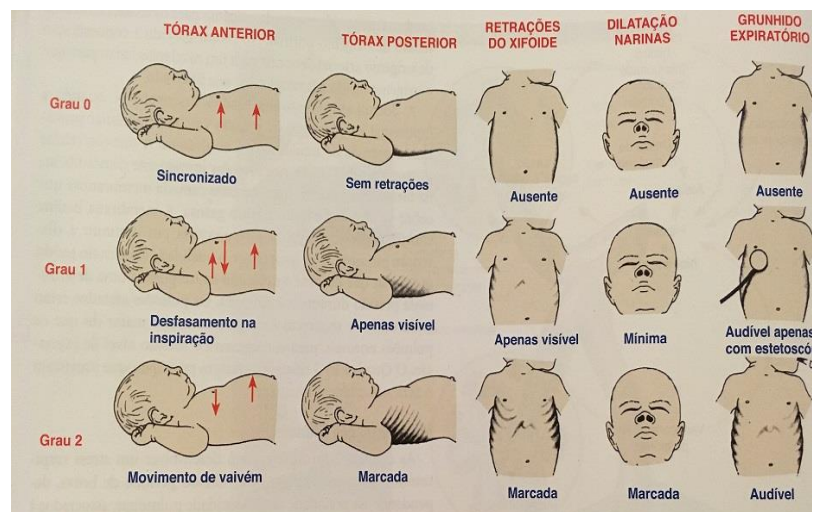 TÓRAX ANTERIOR
TÓRAX POSTERIOR
RETRAÇÕES
DO XIFOIDE
DILATAÇÃO
NARINAS
GRUNHIDO
EXPIRATÓRIO
Grau 0
Sincronizado
Sem retrações
Ausente
Ausente
Ausente
Grau 1
Desfasamento na
inspiração
Apenas visível
Apenas visível
Mínima
Audível apenas
com estetoscó
Grau 2
Movimento de vaivém
Marcada
Marcada
Marcada
Audível